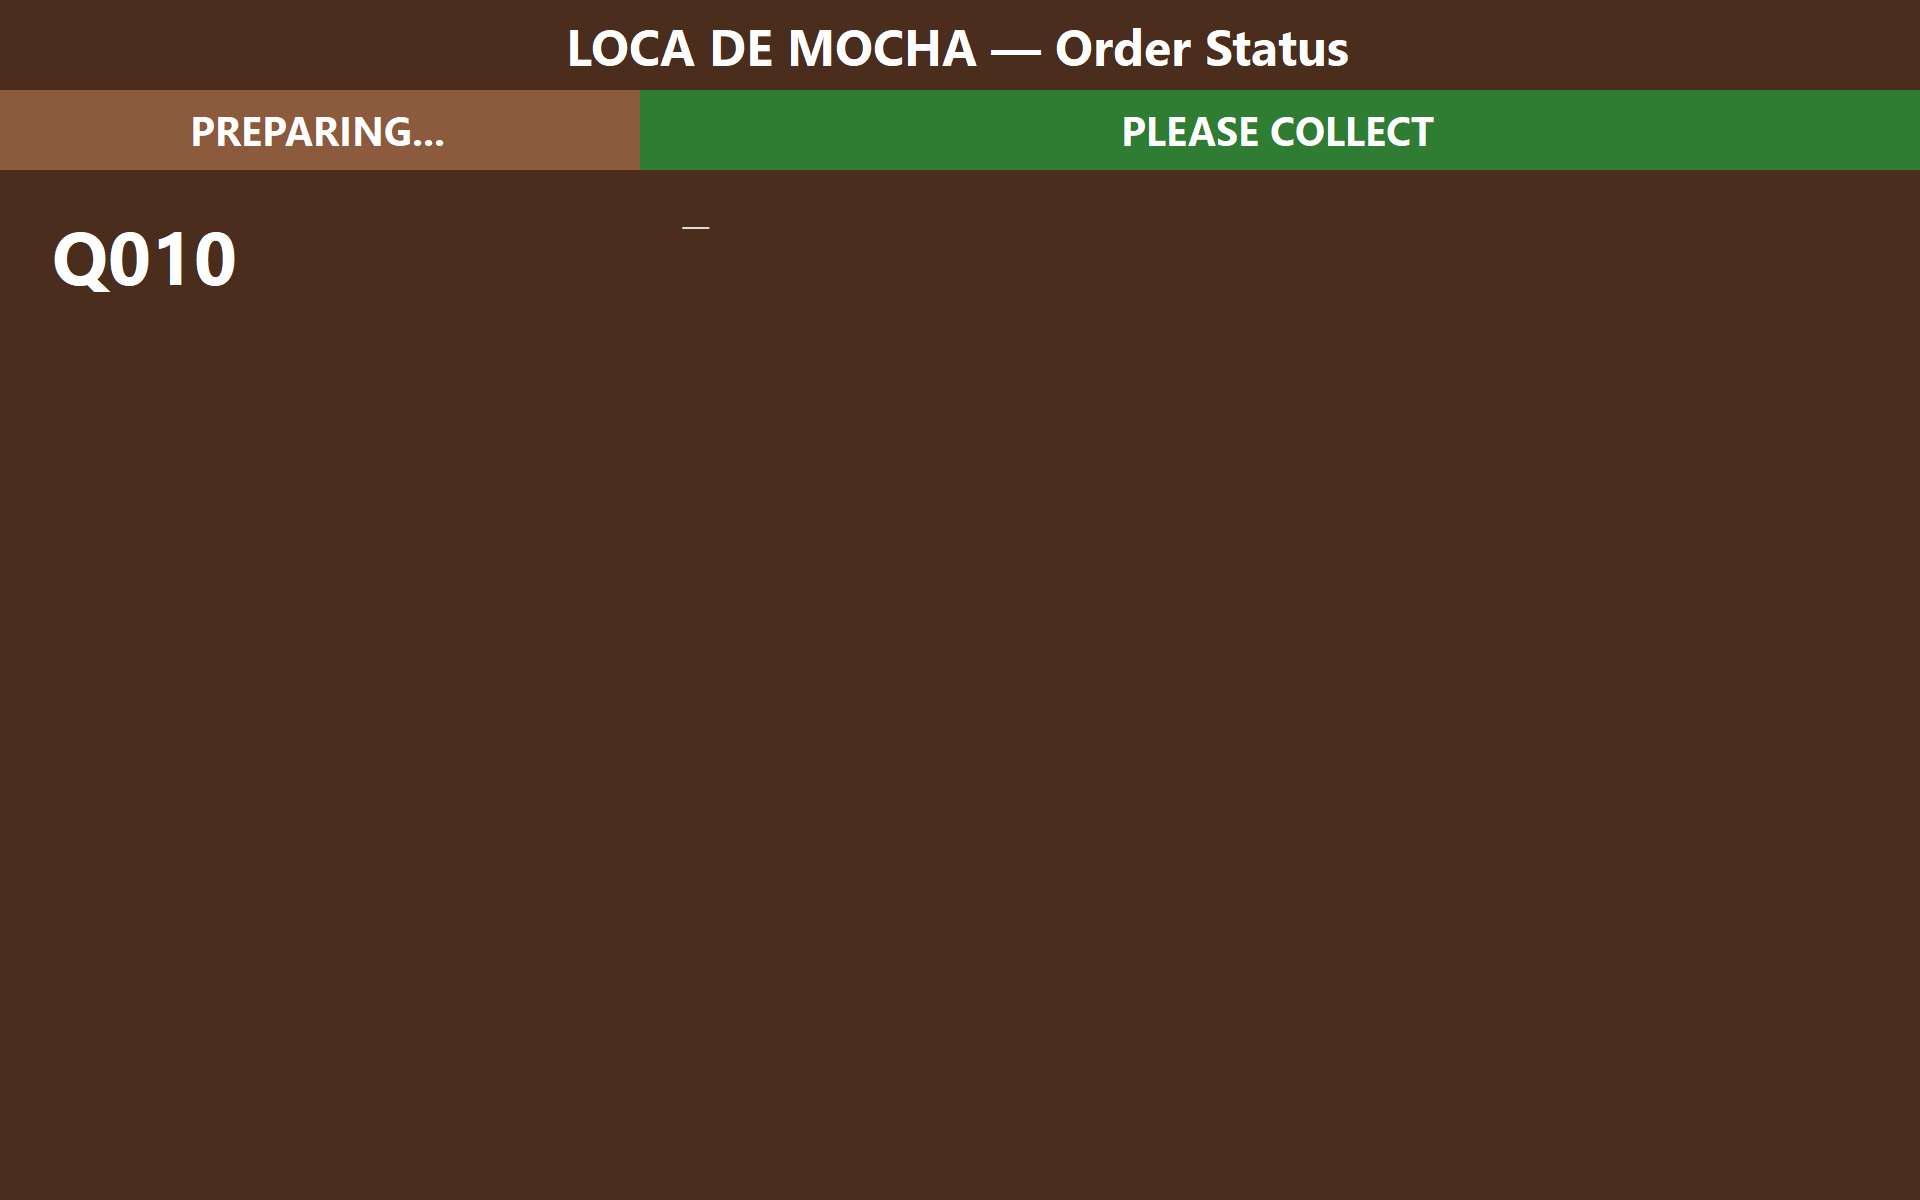 LOCA DE MOCHA — Order Status
PREPARING...
PLEASE COLLECT
Q010
—